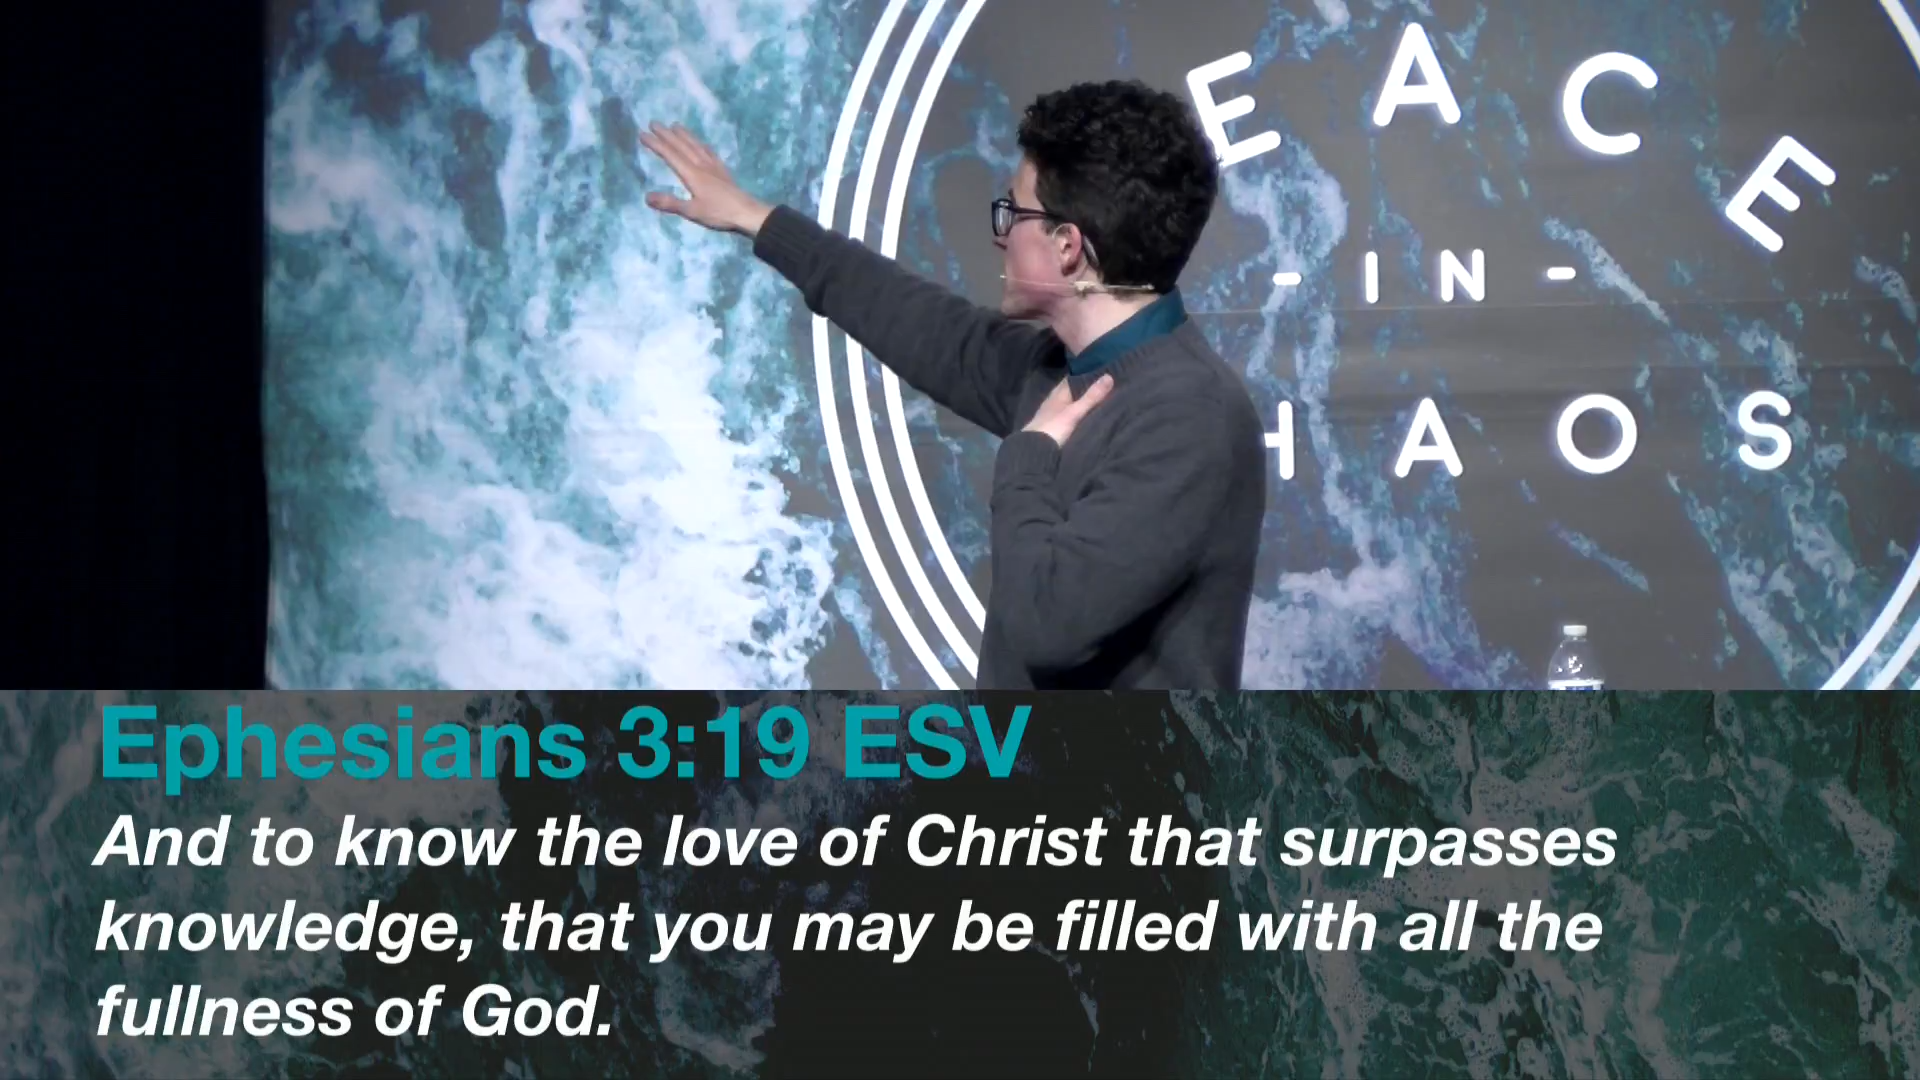 EACE
- IN -
HAOS
Ephesians 3:19 ESV
And to know the love of Christ that surpasses
knowledge, that you may be filled with all the
fullness of God.